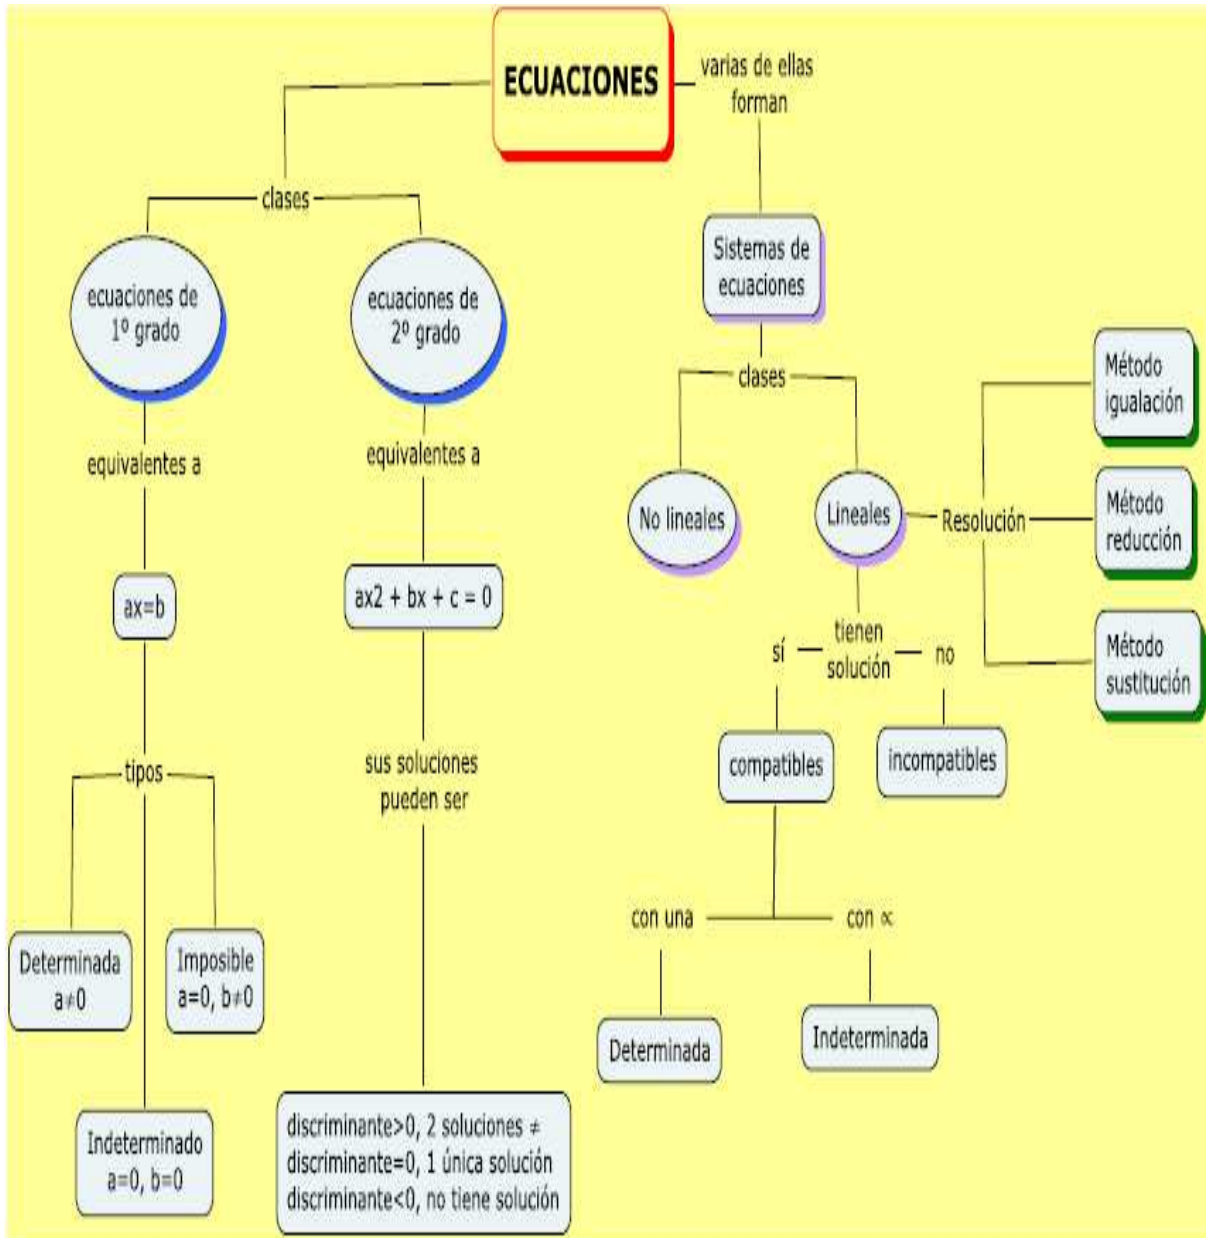 ECUACIONES
varias de ellas
forman
clases
ecuaciones de
1º grado
ecuaciones de
2º grado
Sistemas de
ecuaciones
clases
equivalentes a
equivalentes a
No lineales
Lineales
Resolución
Método
igualación
Método
reducción
Método
sustitución
ax=b
ax2 + bx + c = 0
sí
tienen
solución
no
compatibles
incompatibles
tipos
sus soluciones
pueden ser
con una
con ∝
Determinada
a≠0
Imposible
a=0, b≠0
Determinada
Indeterminada
Indeterminado
a=0, b=0
discriminante>0, 2 soluciones ≠
discriminante=0, 1 única solución
discriminante<0, no tiene solución